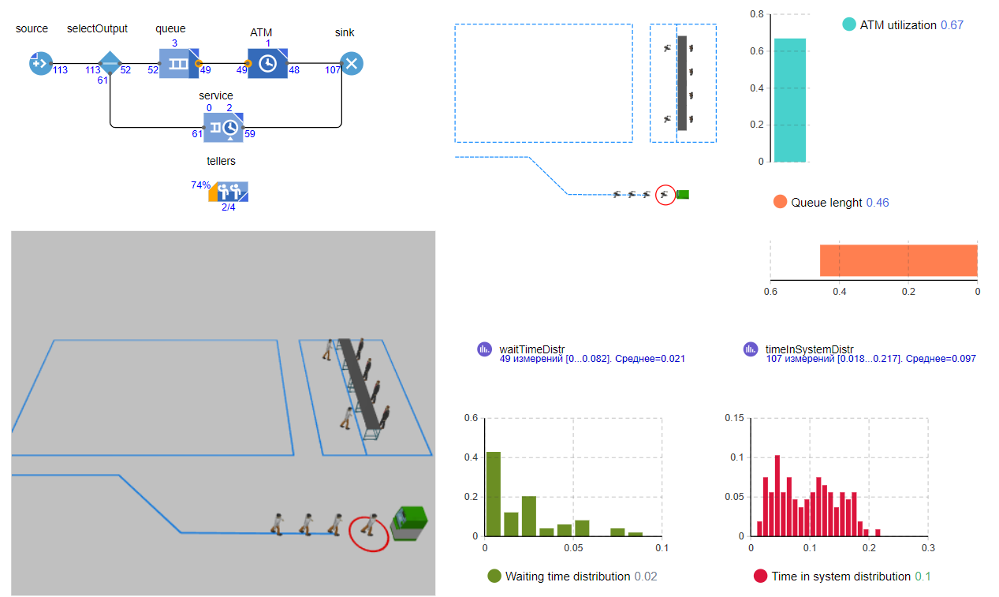 source
selectOutput
queue
ATM
sink
3
1
113
113
52
52
49
49
48
107
61
service
0 2
61
59
tellers
74%
2/4
0.8
0.6
0.4
0.2
0
ATM utilization 0.67
Queue lenght 0.46
0.6
0.4
0.2
0
waitTimeDistr
49 измерений [0...0.082]. Среднее=0.021
timeInSystemDistr
107 измерений [0.018...0.217]. Среднее=0.097
0.6
0.4
0.2
0
0
0.05
0.1
Waiting time distribution 0.02
0.15
0.1
0.05
0
0
0.1
0.2
0.3
Time in system distribution 0.1